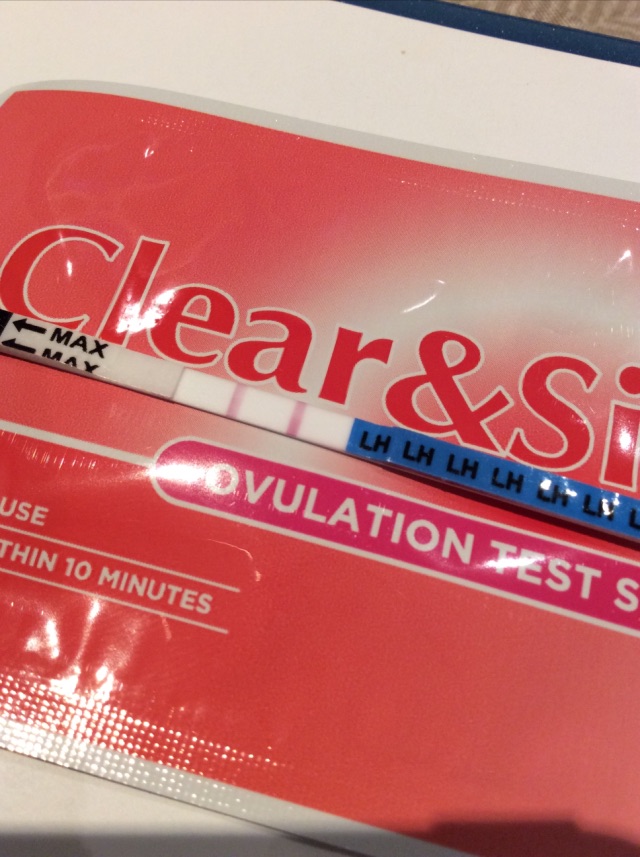 Clear&Si
MAX
MAX
LH LH LH LH LH LH
OVULATION TEST S
USE
THIN 10 MINUTES